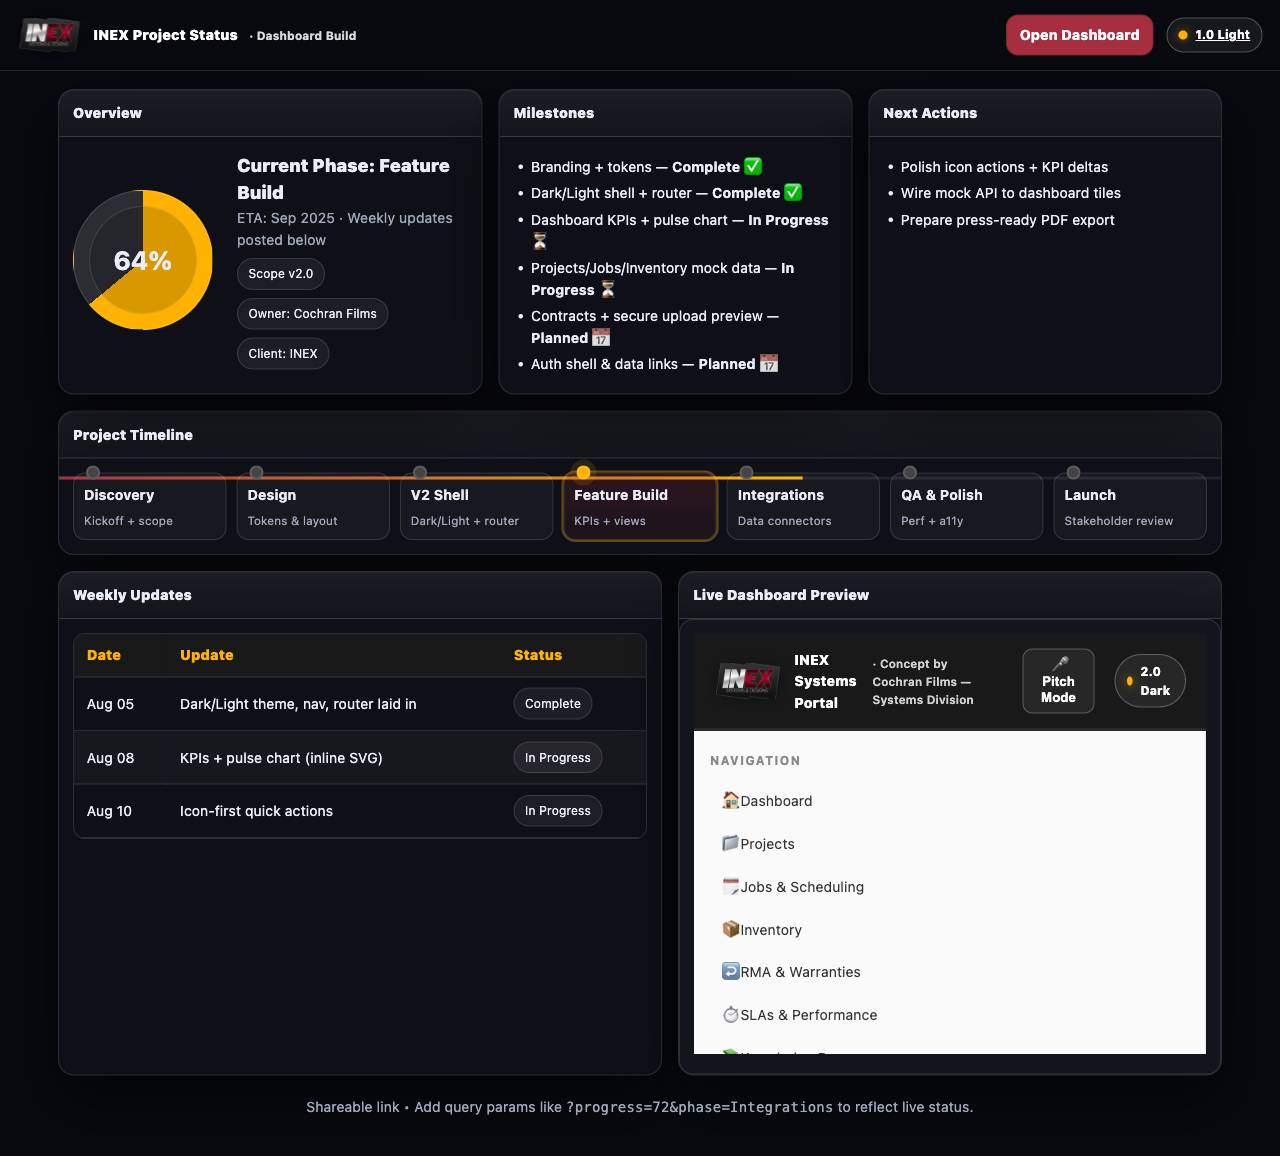 INEX
INEX Project Status · Dashboard Build
Open Dashboard
1.0 Light
Overview
64%
Current Phase: Feature
Build
ETA: Sep 2025 · Weekly updates
posted below
Scope v2.0
Owner: Cochran Films
Client: INEX
Milestones
• Branding + tokens — Complete ✅
• Dark/Light shell + router — Complete ✅
• Dashboard KPIs + pulse chart — In Progress
⏳
• Projects/Jobs/Inventory mock data — In
Progress ⏳
• Contracts + secure upload preview —
Planned 📅
• Auth shell & data links — Planned 📅
Next Actions
• Polish icon actions + KPI deltas
• Wire mock API to dashboard tiles
• Prepare press-ready PDF export
Project Timeline
Discovery
Kickoff + scope
Design
Tokens & layout
V2 Shell
Dark/Light + router
Feature Build
KPIs + views
Integrations
Data connectors
QA & Polish
Perf + a11y
Launch
Stakeholder review
Weekly Updates
Date Update Status
Aug 05 Dark/Light theme, nav, router laid in Complete
Aug 08 KPIs + pulse chart (inline SVG) In Progress
Aug 10 Icon-first quick actions In Progress
Live Dashboard Preview
INEX
INEX
Systems
Portal
· Concept by
Cochran Films —
Systems Division
🎤
Pitch
Mode
2.0
Dark
NAVIGATION
🏠Dashboard
📁Projects
🗓️Jobs & Scheduling
📦Inventory
↩️RMA & Warranties
⏱️SLAs & Performance
Shareable link • Add query params like ?progress=72&phase=Integrations to reflect live status.